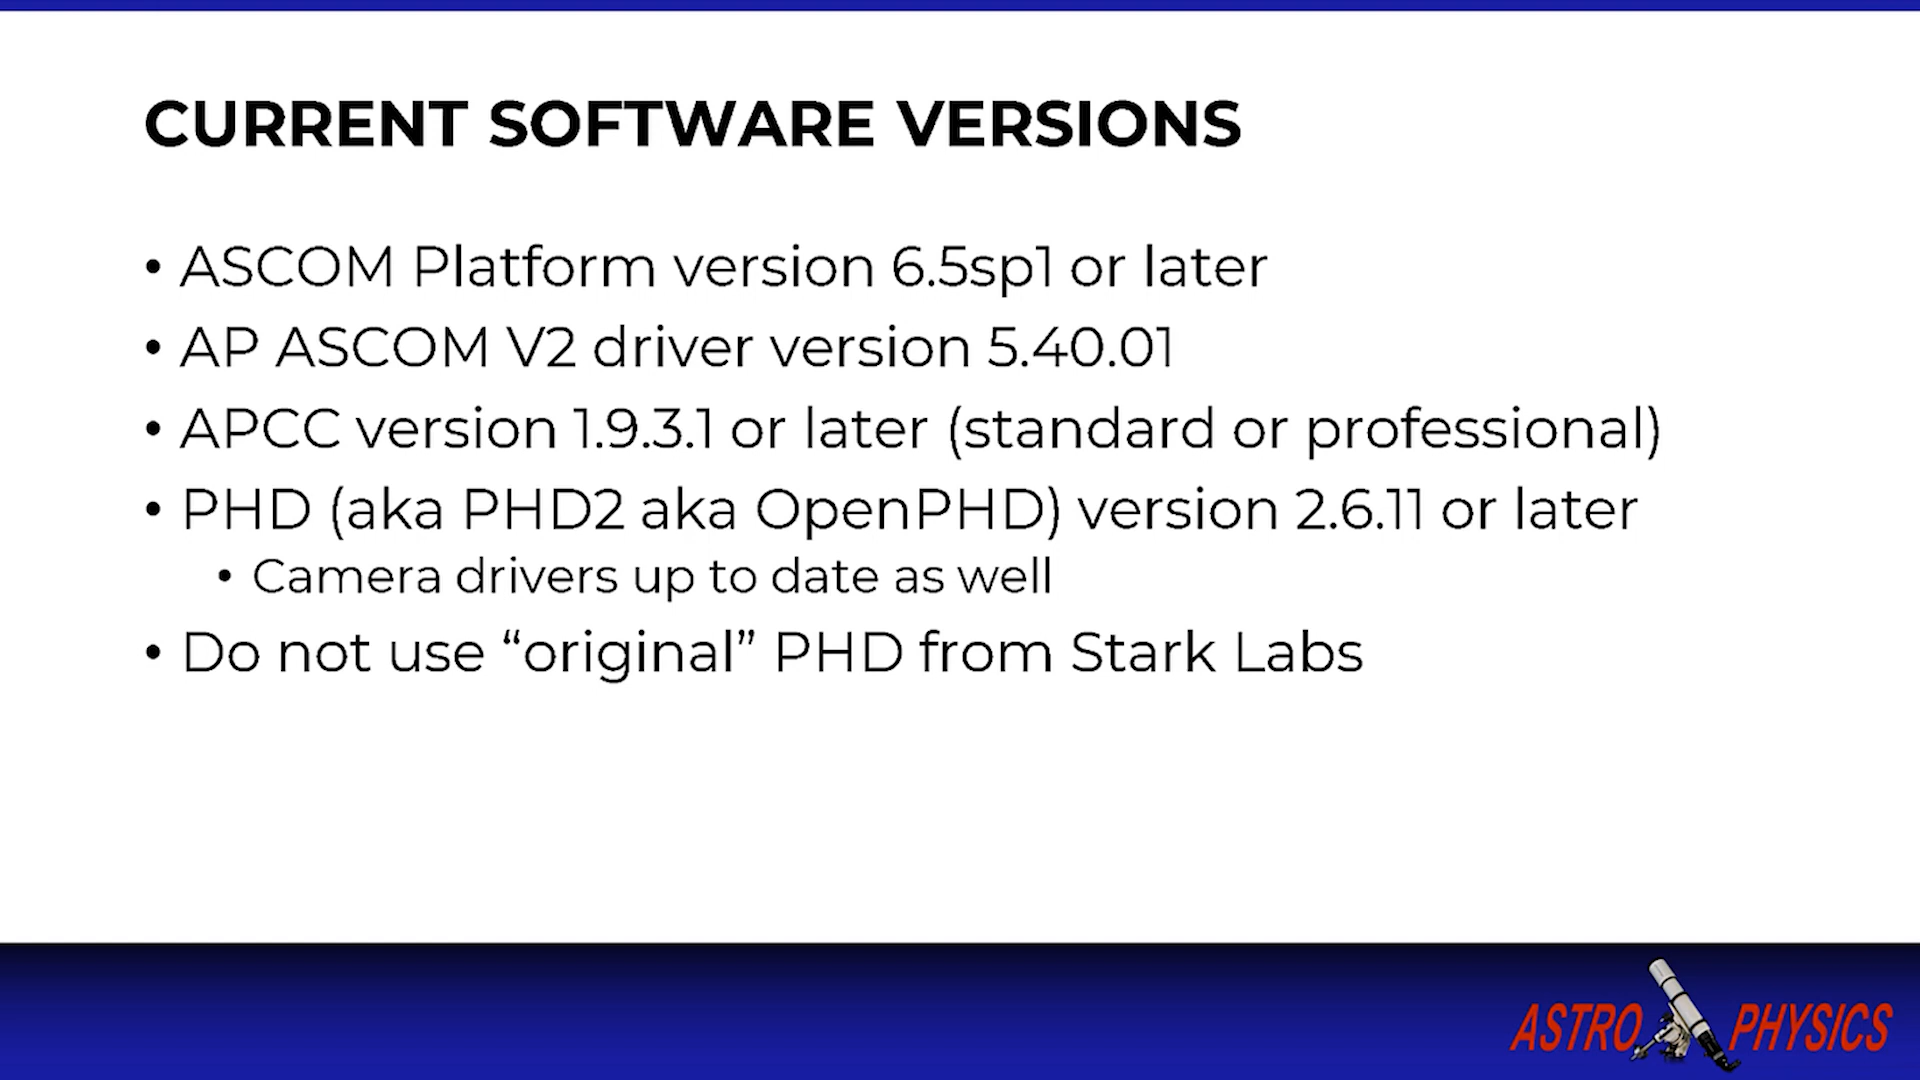 CURRENT SOFTWARE VERSIONS
• ASCOM Platform version 6.5sp1 or later
• AP ASCOM V2 driver version 5.40.01
• APCC version 1.9.3.1 or later (standard or professional)
• PHD (aka PHD2 aka OpenPHD) version 2.6.11 or later
• Camera drivers up to date as well
• Do not use “original” PHD from Stark Labs
ASTRO PHYSICS